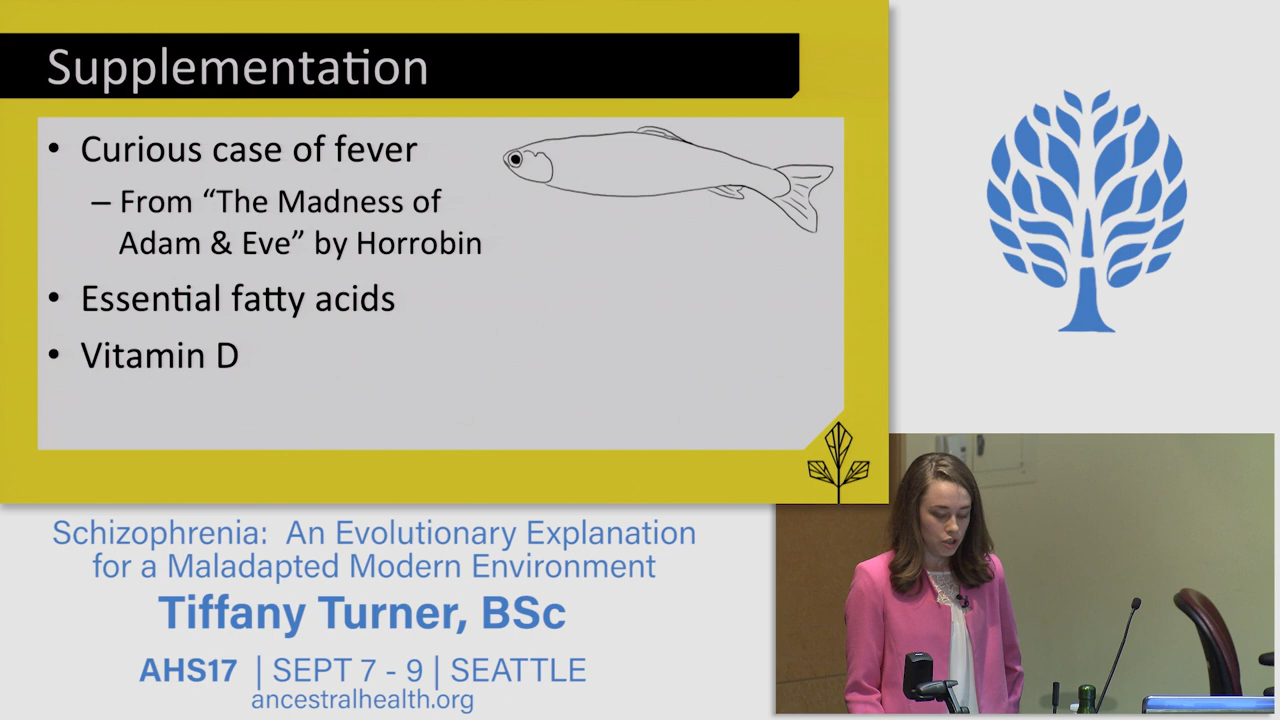 Supplementation
• Curious case of fever
– From “The Madness of
Adam & Eve” by Horrobin
• Essential fatty acids
• Vitamin D
Schizophrenia: An Evolutionary Explanation
for a Maladapted Modern Environment
Tiffany Turner, BSc
AHS17 | SEPT 7 - 9 | SEATTLE
ancestralhealth.org